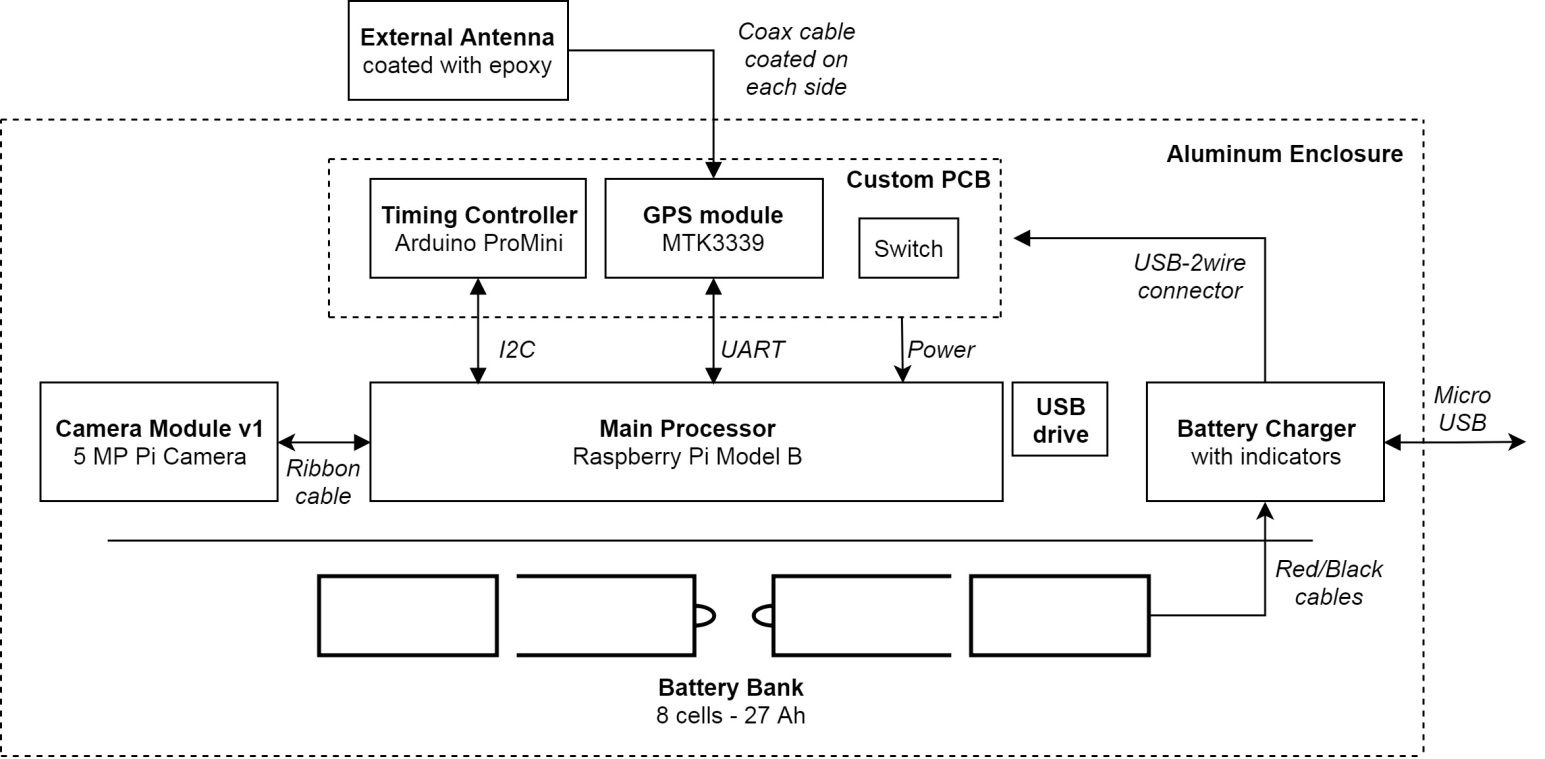 External Antenna
coated with epoxy
Coax cable
coated on
each side
Aluminum Enclosure
Custom PCB
Timing Controller
Arduino ProMini
GPS module
MTK3339
Switch
USB-2wire
connector
I2C
UART
Power
Camera Module v1
5 MP Pi Camera
Ribbon
cable
Main Processor
Raspberry Pi Model B
USB
drive
Battery Charger
with indicators
Micro
USB
Red/Black
cables
Battery Bank
8 cells - 27 Ah